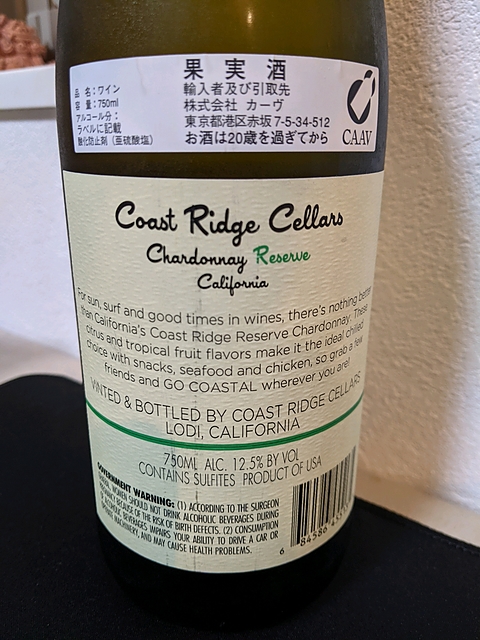 果実酒
品名：ワイン
容量：750ml
アルコール分：
ラベルに記載
酸化防止剤（亜硫酸塩）
輸入者及び引取先
株式会社 カーヴ
東京都港区赤坂 7-5-34-512
お酒は20歳を過ぎてから
CAAV
Coast Ridge Cellars
Chardonnay Reserve
California
For sun, surf and good times in wines, there's nothing better
than California's Coast Ridge Reserve Chardonnay. These
citrus and tropical fruit flavors make it the ideal chilled
choice with snacks, seafood and chicken, so grab a few
friends and GO COASTAL wherever you are!
VINTED & BOTTLED BY COAST RIDGE CELLARS
LODI, CALIFORNIA
750ML ALC. 12.5% BY VOL
CONTAINS SULFITES PRODUCT OF USA
GOVERNMENT WARNING: (1) ACCORDING TO THE SURGEON
WOMEN SHOULD NOT DRINK ALCOHOLIC BEVERAGES DURING
BECAUSE OF THE RISK OF BIRTH DEFECTS. (2) CONSUMPTION
BEVERAGES IMPAIRS YOUR ABILITY TO DRIVE A CAR OR
MACHINERY, AND MAY CAUSE HEALTH PROBLEMS.
6